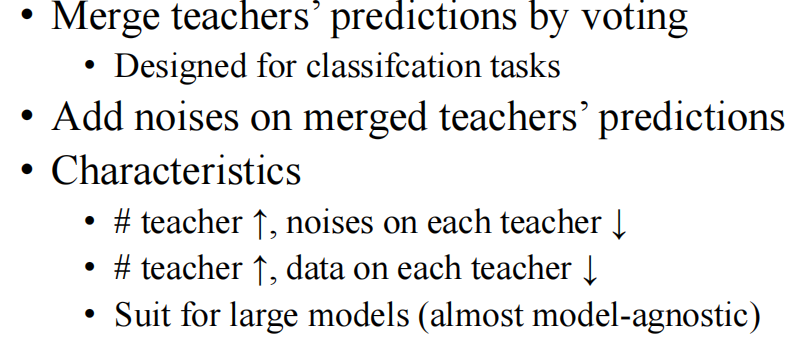 • Merge teachers’ predictions by voting
• Designed for classifcation tasks
• Add noises on merged teachers’ predictions
• Characteristics
• # teacher ↑, noises on each teacher ↓
• # teacher ↑, data on each teacher ↓
• Suit for large models (almost model-agnostic)